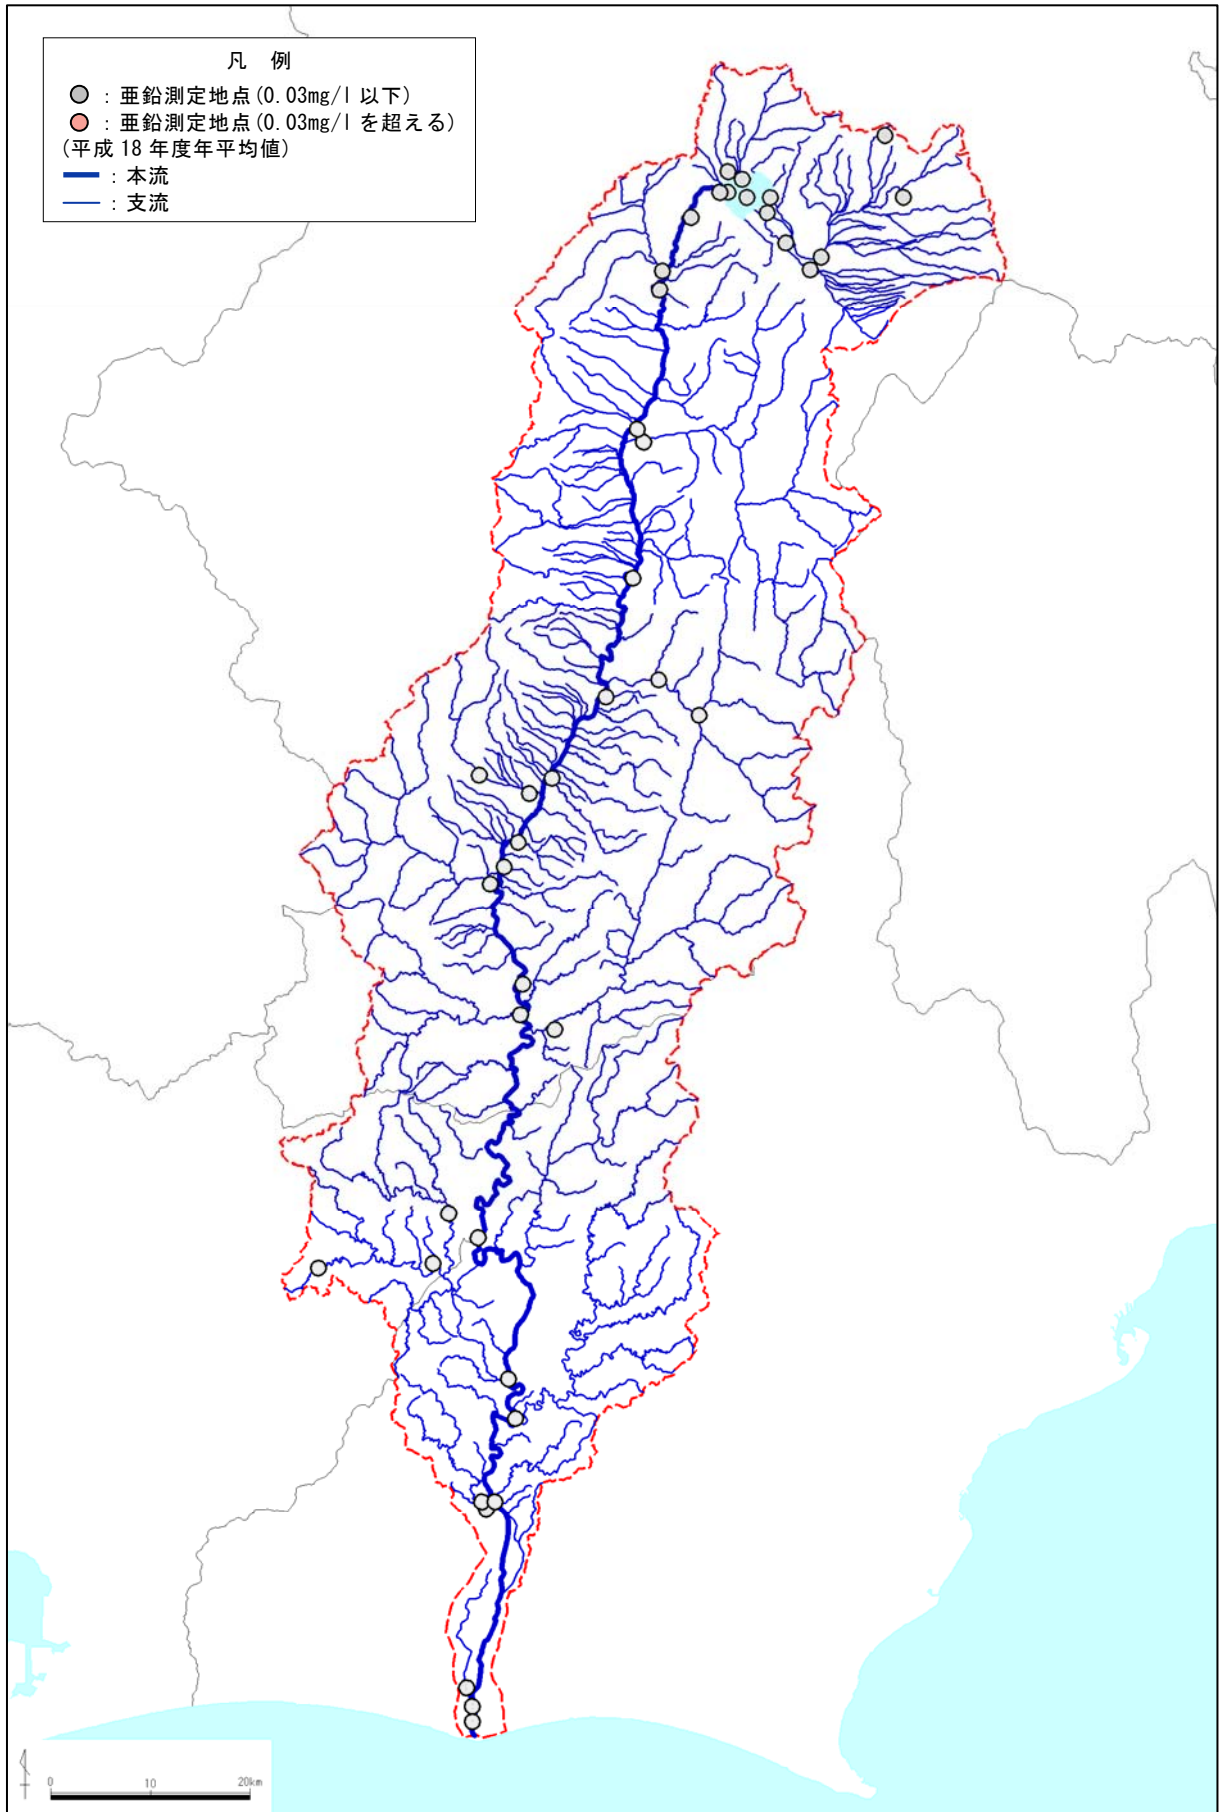 凡 例
：亜鉛測定地点(0.03mg/l 以下)
：亜鉛測定地点(0.03mg/l を超える)
(平成 18 年度年平均値)
：本流
：支流
0 10 20km